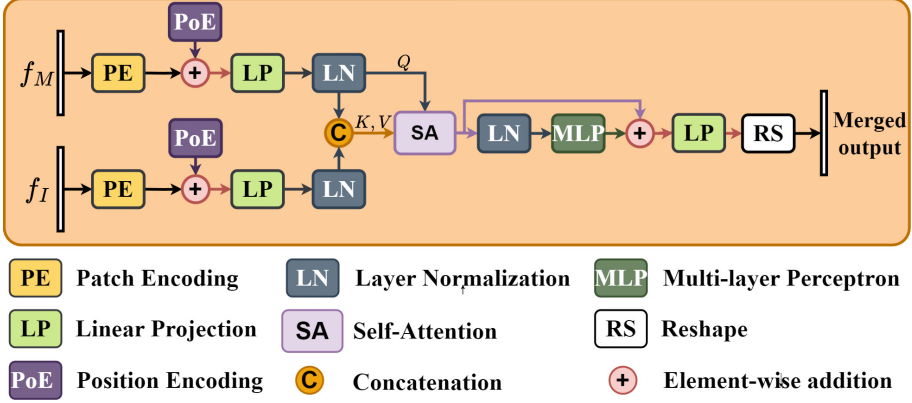 PoE
f_M PE + LP LN Q
C K, V SA LN MLP + LP RS Merged output
PoE
f_I PE + LP LN
PE Patch Encoding LN Layer Normalization MLP Multi-layer Perceptron
LP Linear Projection SA Self-Attention RS Reshape
PoE Position Encoding C Concatenation + Element-wise addition